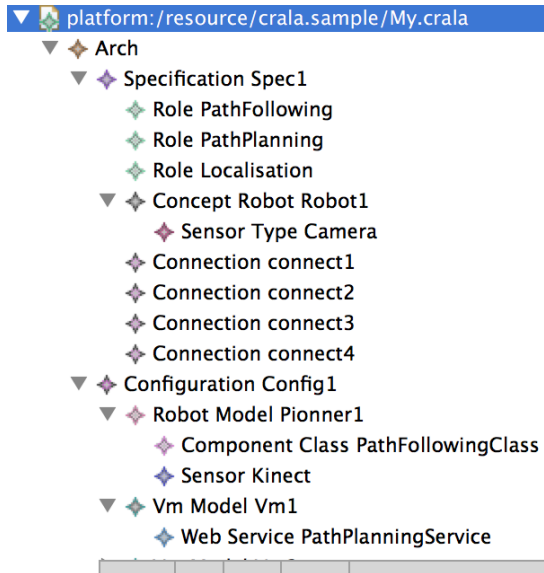 platform:/resource/crala.sample/My.crala
Arch
Specification Spec1
Role PathFollowing
Role PathPlanning
Role Localisation
Concept Robot Robot1
Sensor Type Camera
Connection connect1
Connection connect2
Connection connect3
Connection connect4
Configuration Config1
Robot Model Pionner1
Component Class PathFollowingClass
Sensor Kinect
Vm Model Vm1
Web Service PathPlanningService